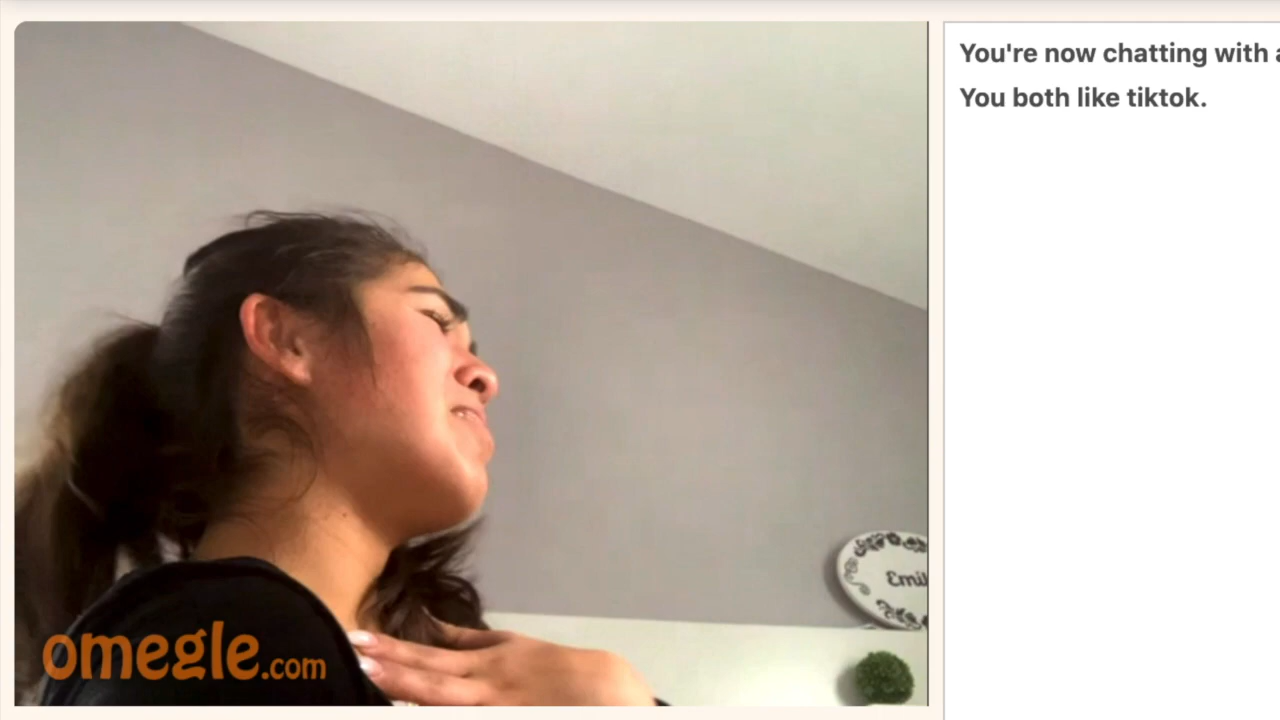 You're now chatting with
You both like tiktok.
Emil
omegle.com